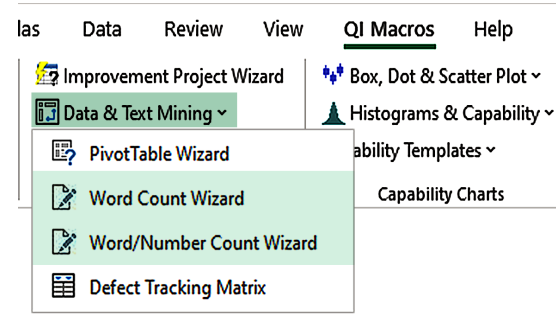 las Data Review View QI Macros Help
Improvement Project Wizard
Box, Dot & Scatter Plot
Data & Text Mining
Histograms & Capability
PivotTable Wizard
ability Templates
Word Count Wizard
Capability Charts
Word/Number Count Wizard
Defect Tracking Matrix